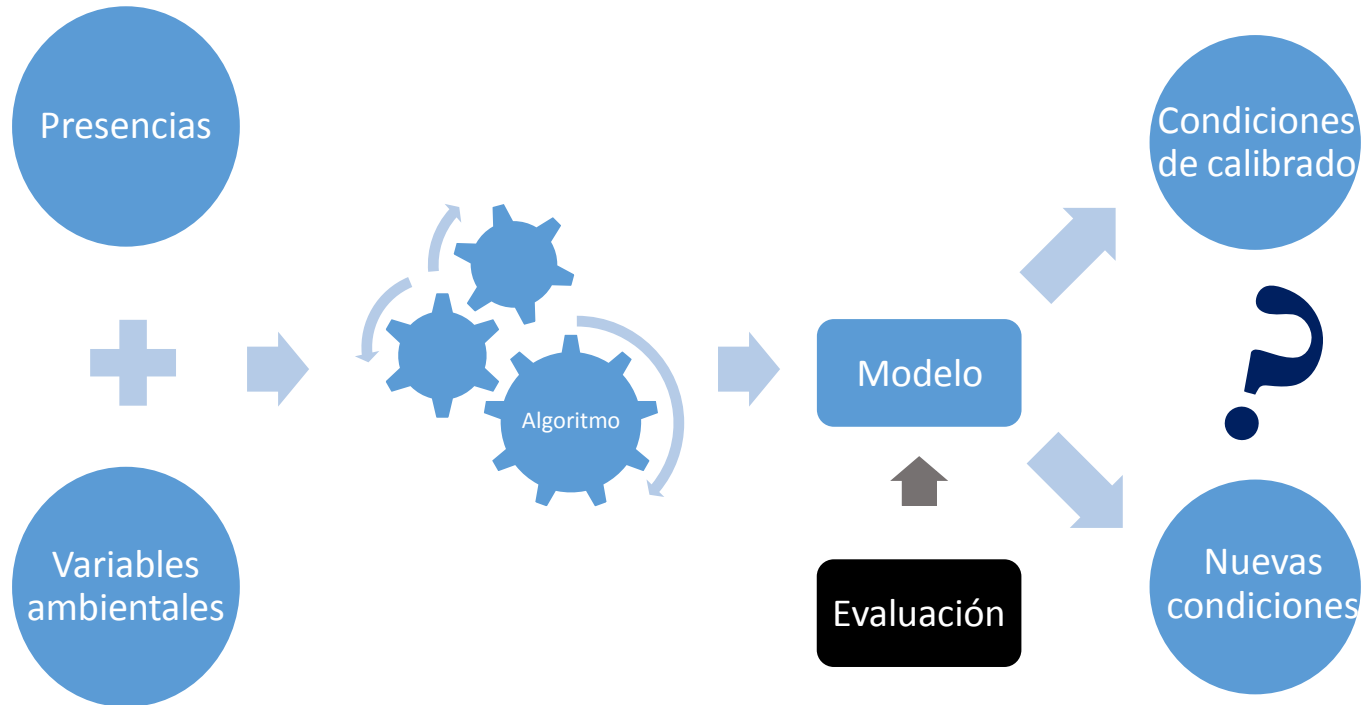 Presencias
Variables
ambientales
Algoritmo
Modelo
Evaluación
Condiciones
de calibrado
?
Nuevas
condiciones